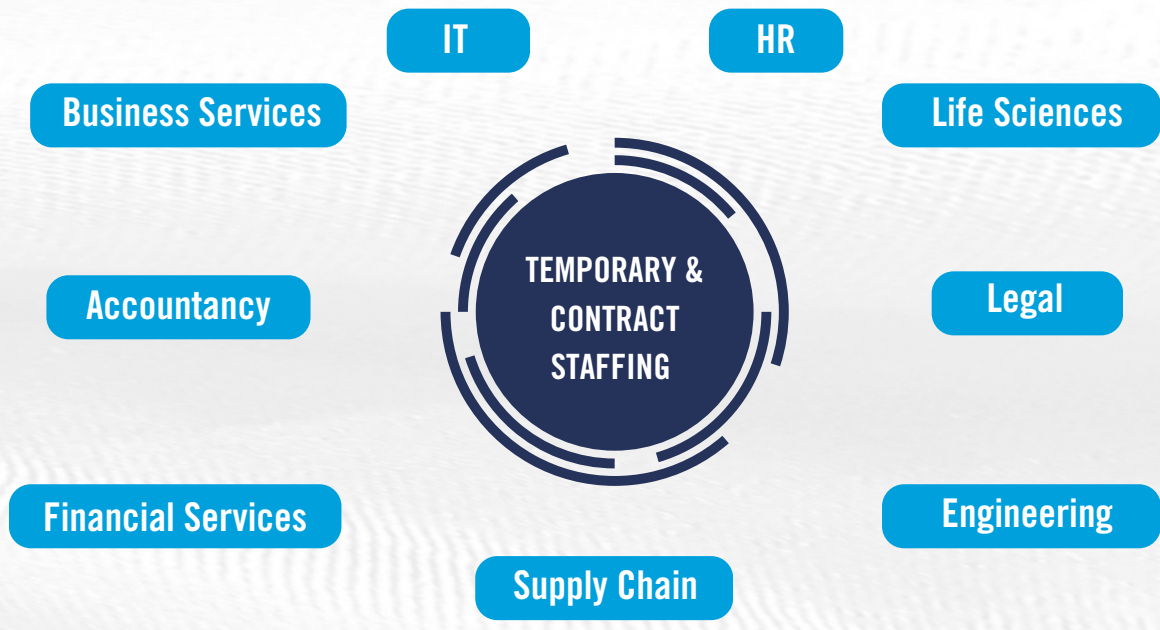 IT
HR
Business Services
Life Sciences
TEMPORARY &
CONTRACT
STAFFING
Accountancy
Legal
Financial Services
Engineering
Supply Chain